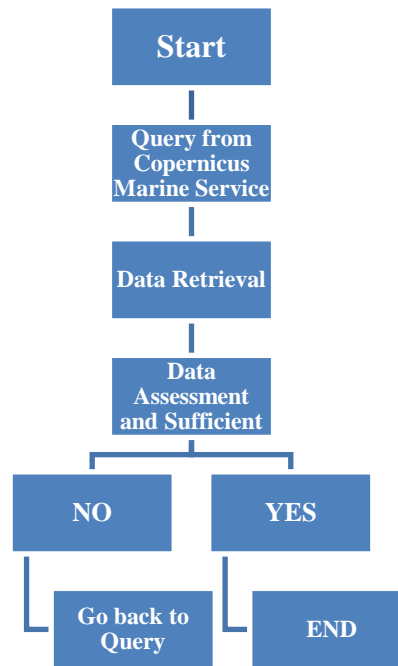 Start
Query from
Copernicus
Marine Service
Data Retrieval
Data
Assessment
and Sufficient
NO
YES
Go back to
Query
END